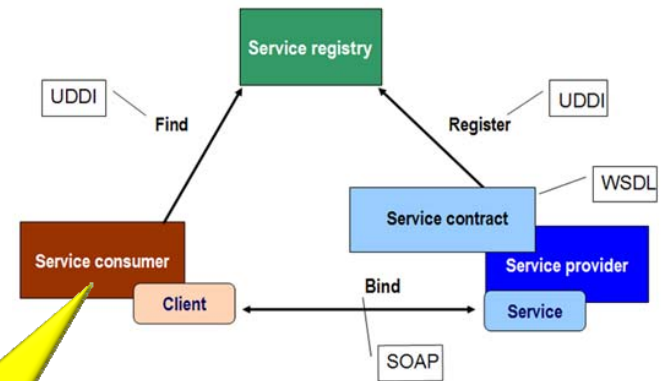 Service registry
UDDI
UDDI
Find
Register
WSDL
Service contract
Service consumer
Service provider
Bind
Client
Service
SOAP